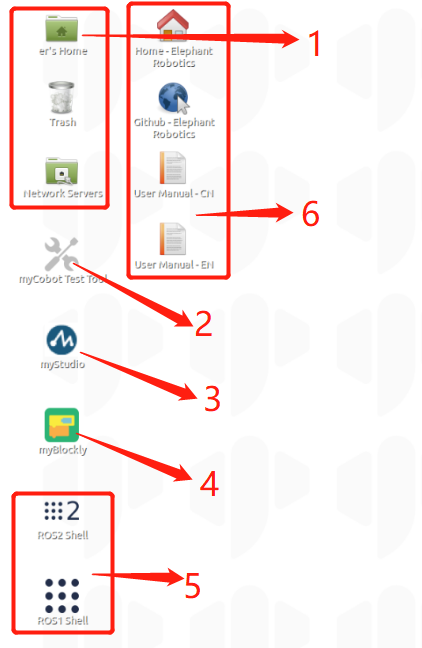 er's Home
Home - Elephant
Robotics
1
Trash
Github - Elephant
Robotics
Network Servers
User Manual - CN
6
User Manual - EN
myCobot Test Tool
2
myStudio
3
myBlockly
4
2
ROS2 Shell
5
ROS1 Shell